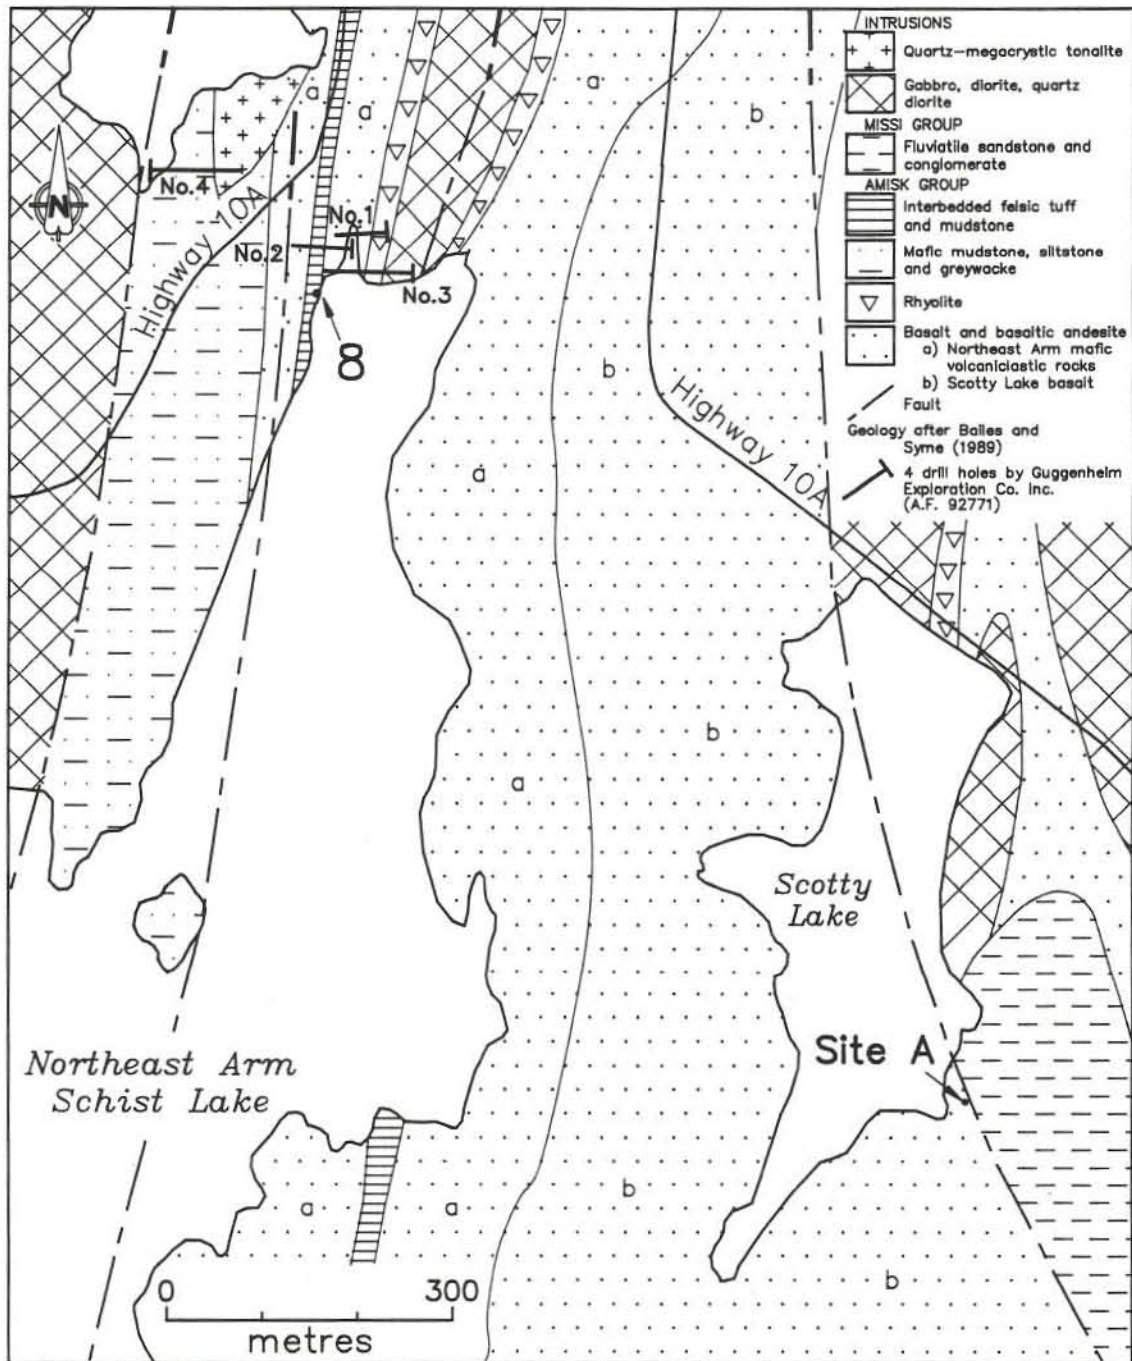 INTRUSIONS
Quartz-megacrystic tonalite
Gabbro, diorite, quartz
diorite
MISSI GROUP
Fluviatile sandstone and
conglomerate
AMISK GROUP
Interbedded felsic tuff
and mudstone
Mafic mudstone, siltstone
and greywacke
Rhyolite
Basalt and basaltic andesite
a) Northeast Arm mafic
volcaniclastic rocks
b) Scotty Lake basalt
Fault
Geology after Bailes and
Syme (1989)
4 drill holes by Guggenheim
Exploration Co. Inc.
(A.F. 92771)
a
a
a
b
N
No.4
No.1
No.2
No.3
Highway 10A
8
b
Highway 10A
a
b
a
Scotty
Lake
Site A
Northeast Arm
Schist Lake
b
a
a
b
0
300
metres